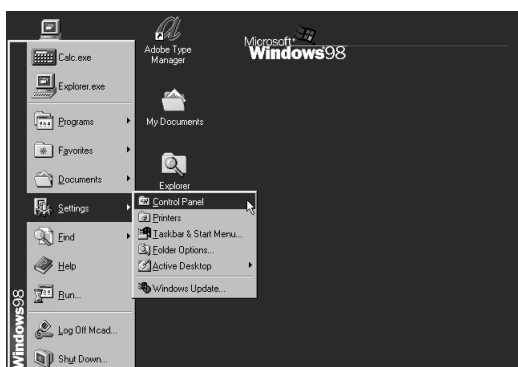 Adobe Type
Manager
Microsoft
Windows98
My Documents
Explorer
Calc.exe
Explorer.exe
Programs
Favorites
Documents
Settings
Find
Help
Run...
Log Off Mcad...
Shut Down...
Windows98
Control Panel
Printers
Taskbar & Start Menu...
Folder Options...
Active Desktop
Windows Update...